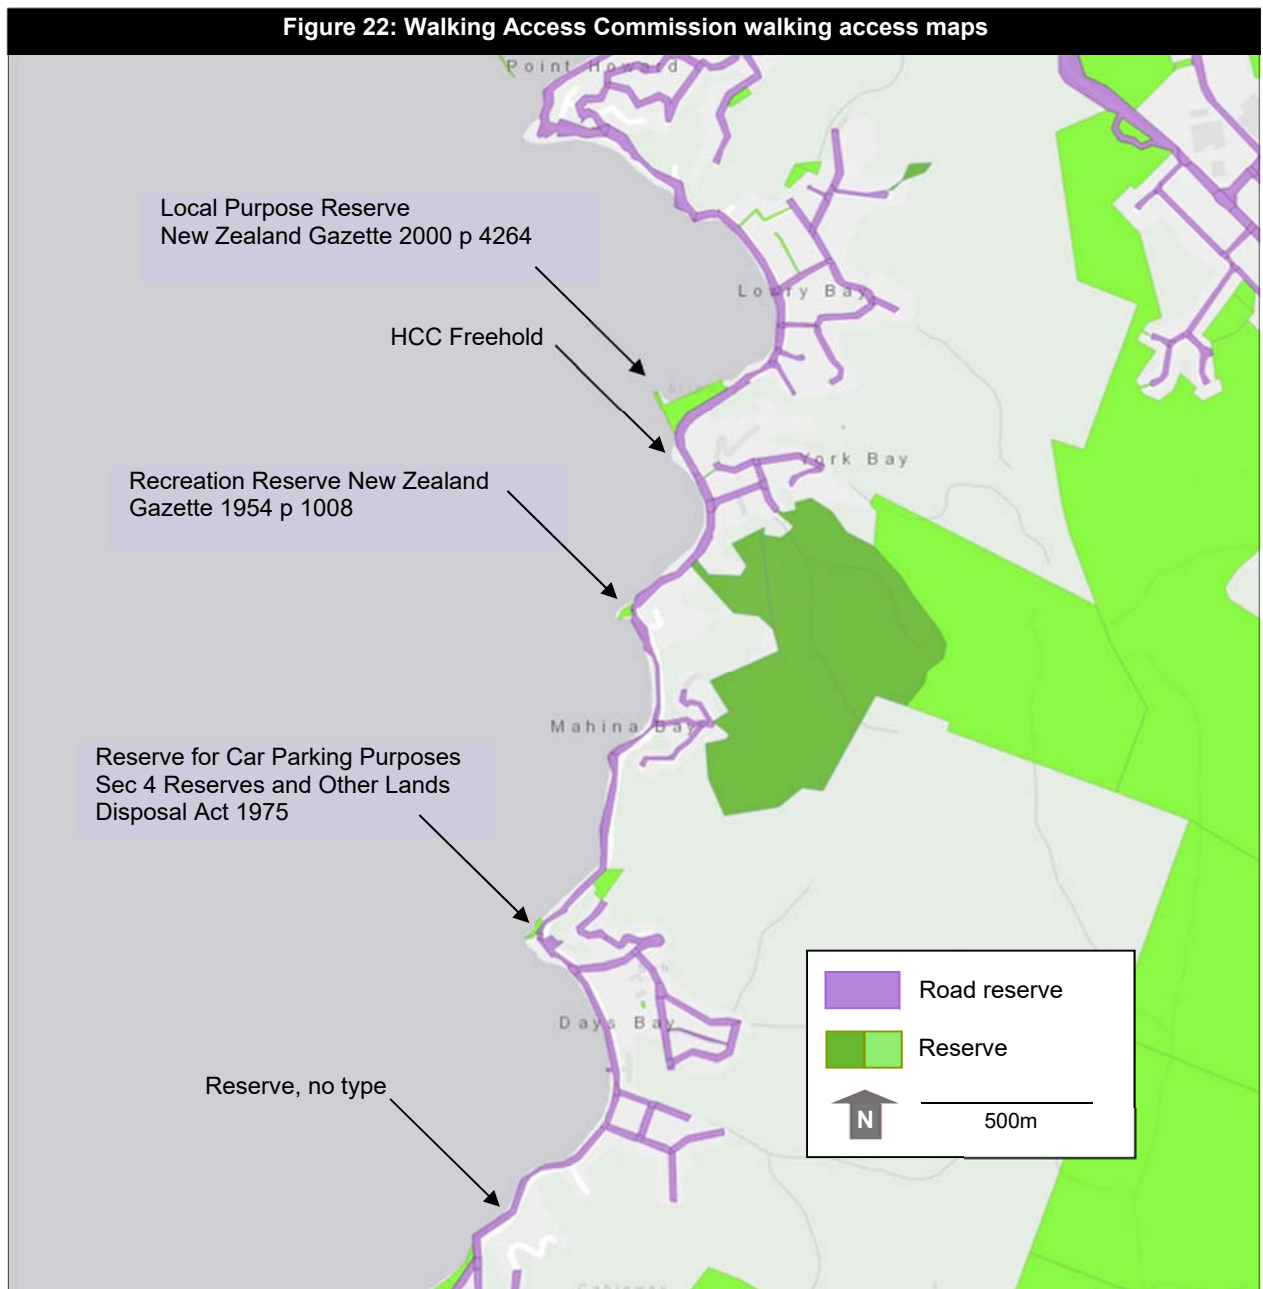 Figure 22: Walking Access Commission walking access maps
Point Howard
Local Purpose Reserve
New Zealand Gazette 2000 p 4264
Lowry Bay
HCC Freehold
York Bay
Recreation Reserve New Zealand
Gazette 1954 p 1008
Mahina Bay
Reserve for Car Parking Purposes
Sec 4 Reserves and Other Lands
Disposal Act 1975
Road reserve
Days Bay
Reserve
Reserve, no type
N
500m